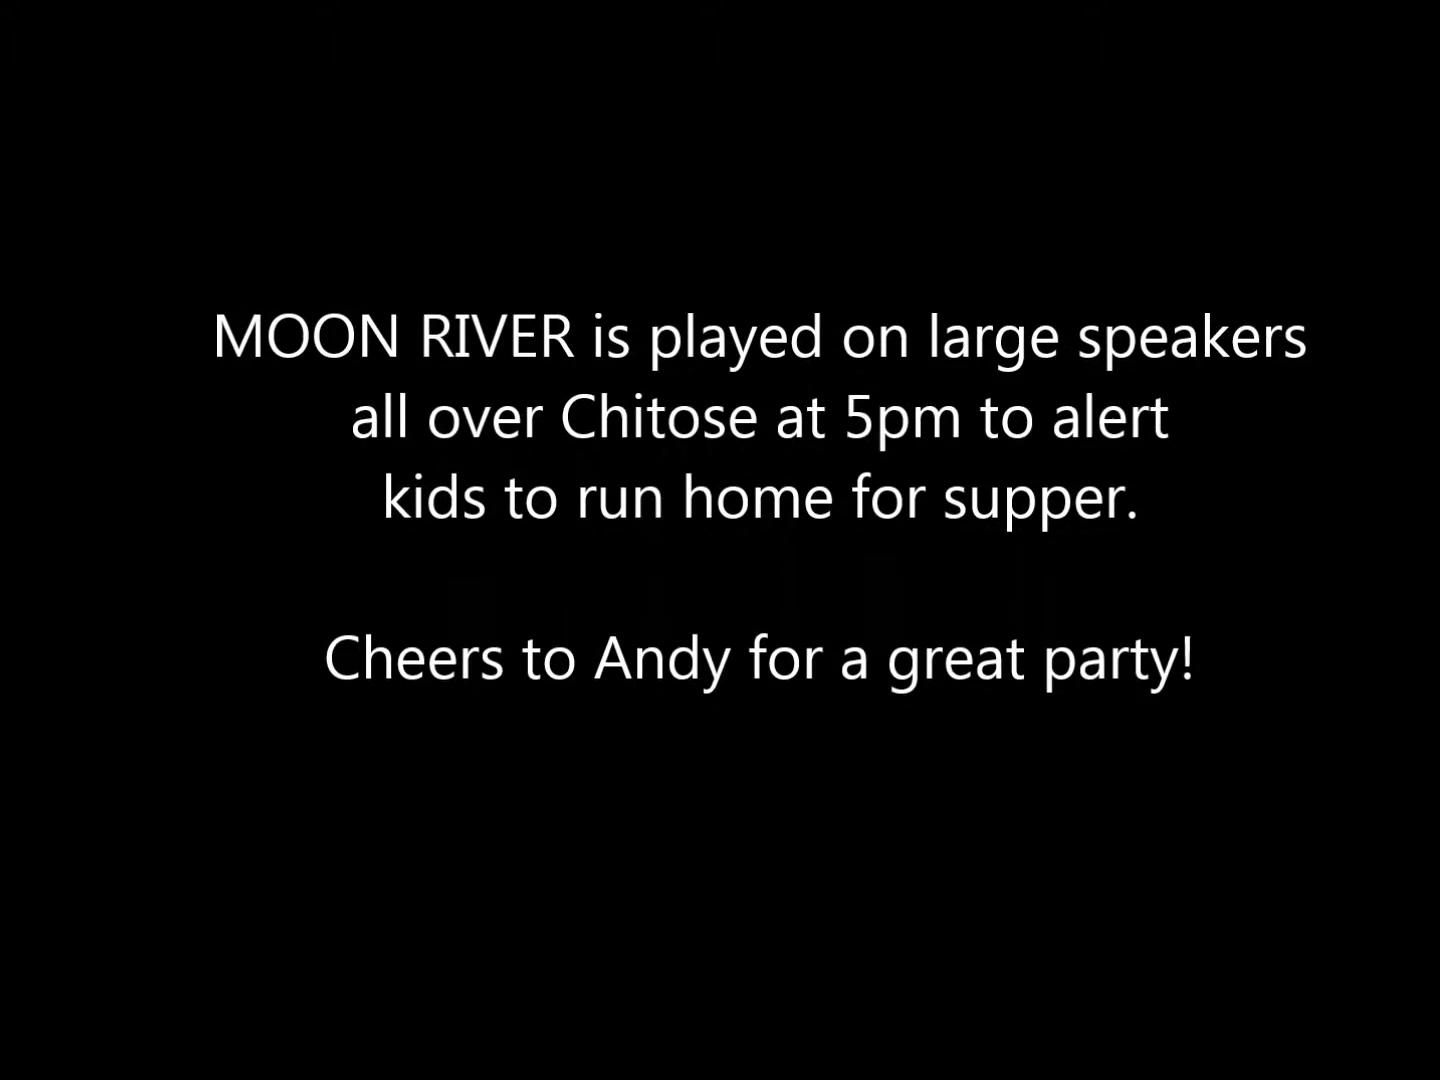 MOON RIVER is played on large speakers
all over Chitose at 5pm to alert
kids to run home for supper.
Cheers to Andy for a great party!